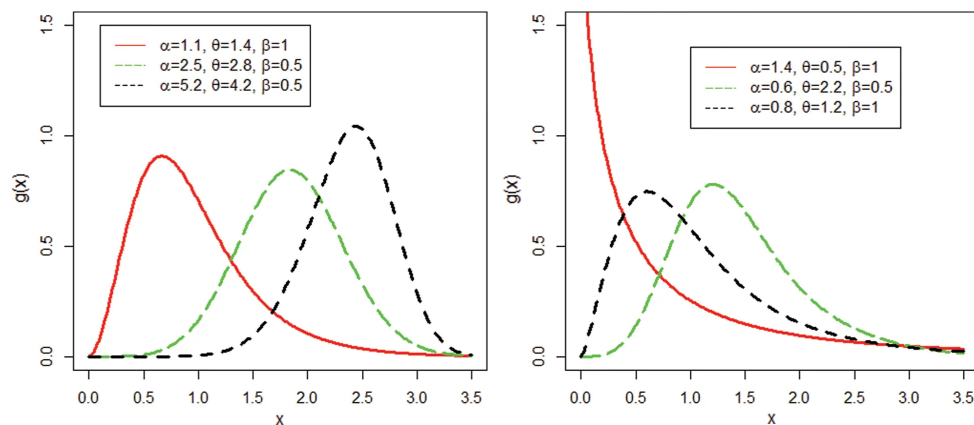 α=1.1, θ=1.4, β=1
α=2.5, θ=2.8, β=0.5
α=5.2, θ=4.2, β=0.5
g(x)
1.5
1.0
0.5
0.0
0.0 0.5 1.0 1.5 2.0 2.5 3.0 3.5
x
α=1.4, θ=0.5, β=1
α=0.6, θ=2.2, β=0.5
α=0.8, θ=1.2, β=1
g(x)
1.5
1.0
0.5
0.0
0.0 0.5 1.0 1.5 2.0 2.5 3.0 3.5
x